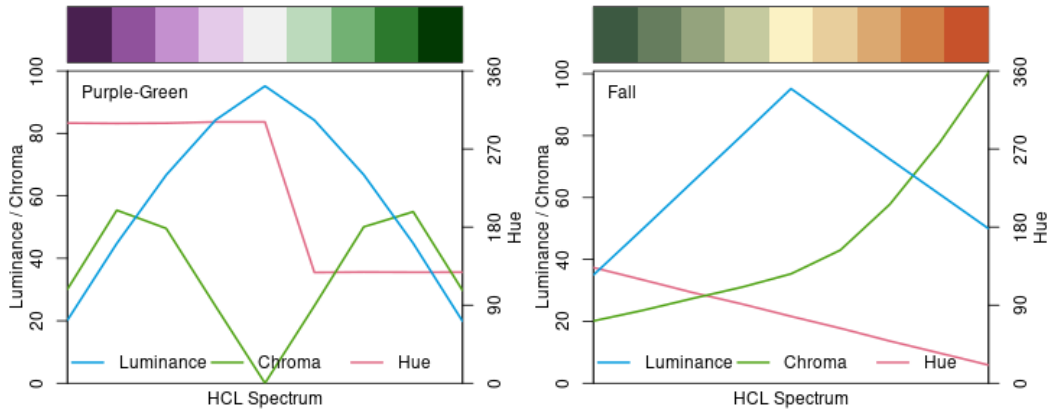 Purple-Green
Luminance / Chroma
0
20
40
60
80
100
Hue
0
90
180
270
360
Luminance
Chroma
Hue
HCL Spectrum
Fall
Luminance / Chroma
0
20
40
60
80
100
Hue
0
90
180
270
360
Luminance
Chroma
Hue
HCL Spectrum